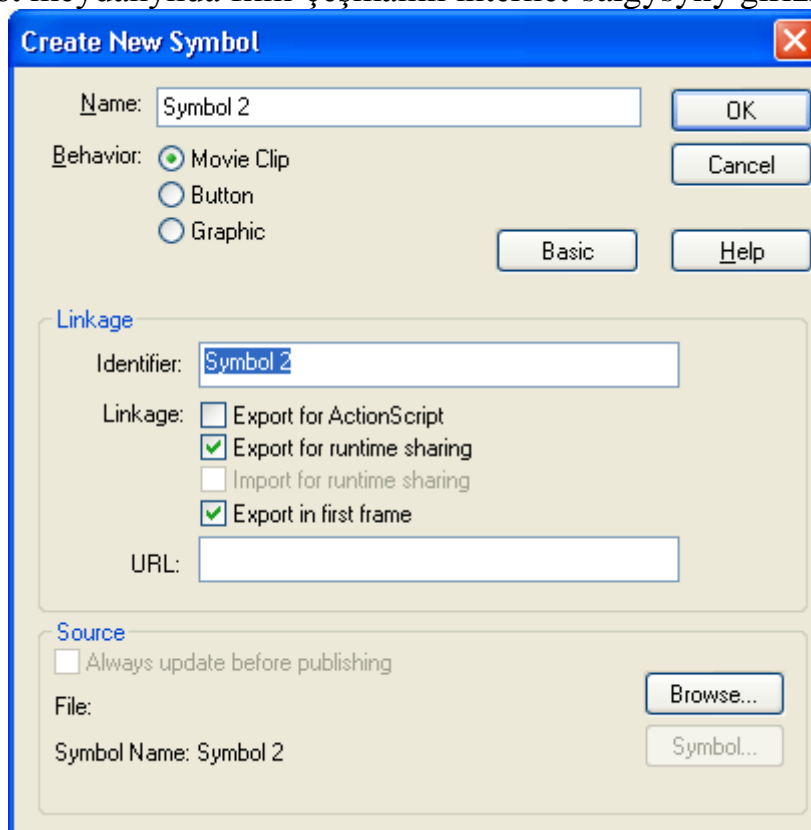 internet salgysyny
Create New Symbol
Name: Symbol 2 OK
Behavior: Movie Clip Cancel
Button
Graphic
Basic Help
Linkage
Identifier: Symbol 2
Linkage: Export for ActionScript
Export for runtime sharing
Import for runtime sharing
Export in first frame
URL:
Source
Always update before publishing
File: Browse...
Symbol Name: Symbol 2 Symbol...